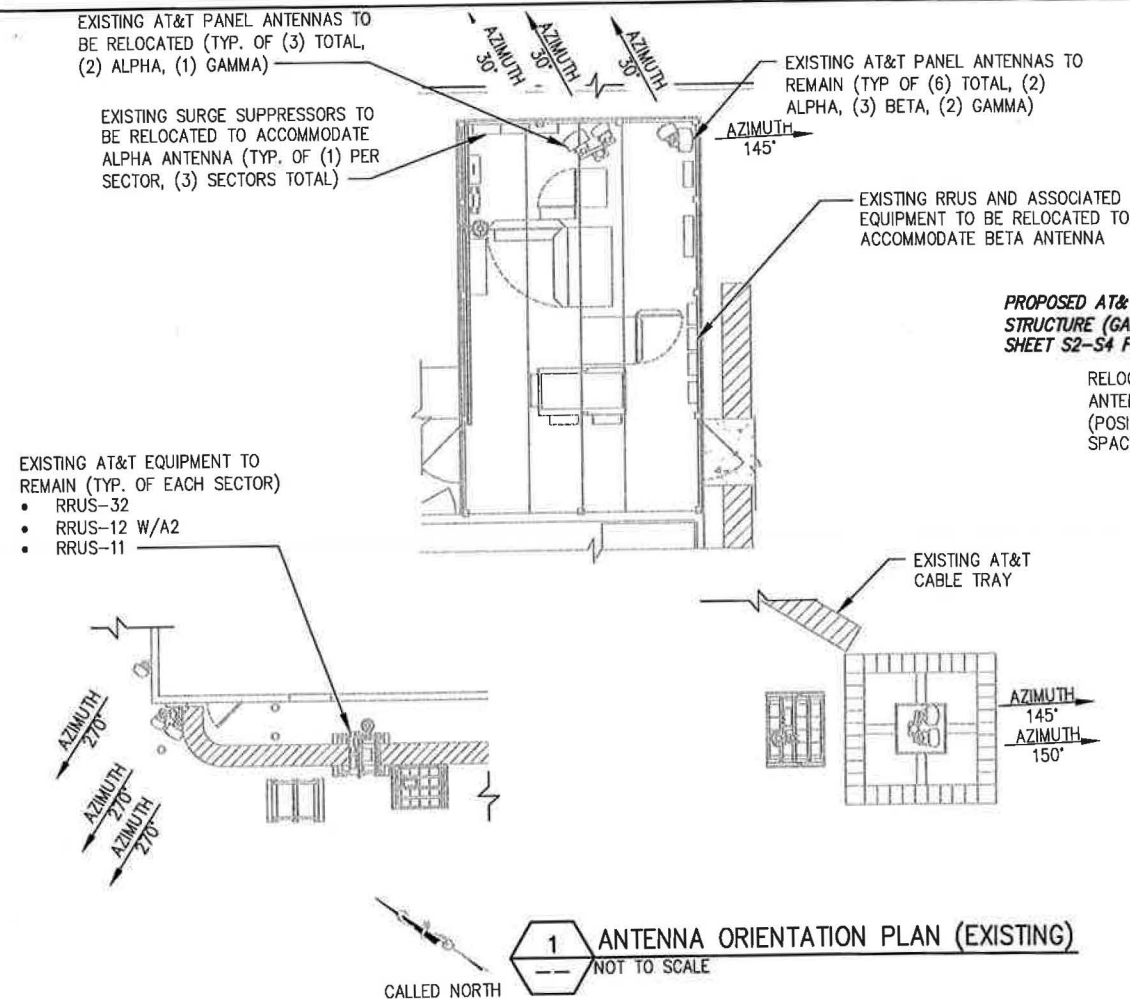 EXISTING AT&T PANEL ANTENNAS TO
BE RELOCATED (TYP. OF (3) TOTAL,
(2) ALPHA, (1) GAMMA)
EXISTING SURGE SUPPRESSORS TO
BE RELOCATED TO ACCOMMODATE
ALPHA ANTENNA (TYP. OF (1) PER
SECTOR, (3) SECTORS TOTAL)
AZIMUTH
30°
AZIMUTH
30°
AZIMUTH
30°
EXISTING AT&T PANEL ANTENNAS TO
REMAIN (TYP OF (6) TOTAL, (2)
ALPHA, (3) BETA, (2) GAMMA)
AZIMUTH
145°
EXISTING RRUS AND ASSOCIATED
EQUIPMENT TO BE RELOCATED TO
ACCOMMODATE BETA ANTENNA
PROPOSED AT&
STRUCTURE (GA
SHEET S2-S4 F
RELOC
ANTEN
(POSI
SPAC
EXISTING AT&T EQUIPMENT TO
REMAIN (TYP. OF EACH SECTOR)
• RRUS-32
• RRUS-12 W/A2
• RRUS-11
EXISTING AT&T
CABLE TRAY
AZIMUTH
270°
AZIMUTH
270°
AZIMUTH
270°
AZIMUTH
145°
AZIMUTH
150°
CALLED NORTH
1
--
ANTENNA ORIENTATION PLAN (EXISTING)
NOT TO SCALE